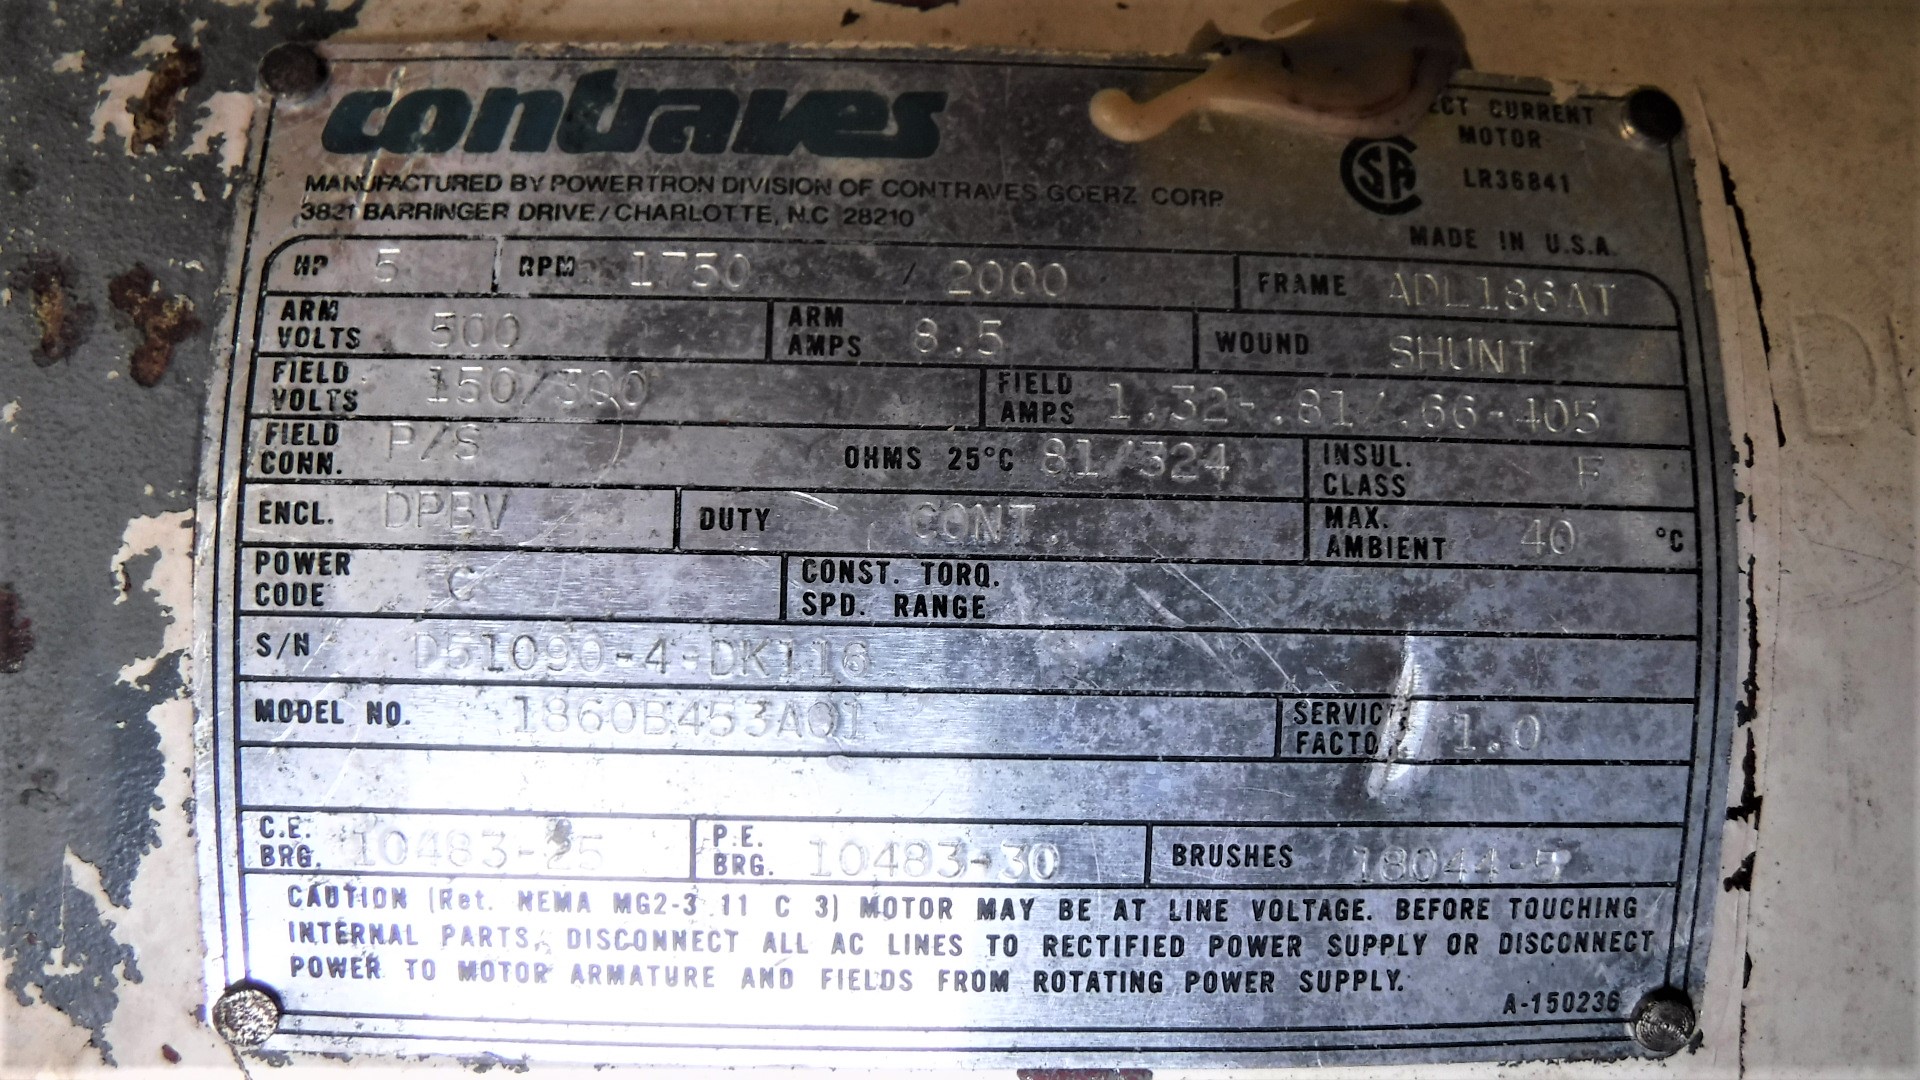 contraves
ECT CURRENT
MOTOR
CSA LR36841
MANUFACTURED BY POWERTRON DIVISION OF CONTRAVES GOERZ CORP
3821 BARRINGER DRIVE/CHARLOTTE, N.C 28210
MADE IN U.S.A.
HP 5 RPM 1750 / 2000 FRAME ADL186AT
ARM VOLTS 500 ARM AMPS 8.5 WOUND SHUNT
FIELD VOLTS 150/300 FIELD AMPS 1.32-.81/.66-.405
FIELD CONN. P/S OHMS 25°C 81/324 INSUL. CLASS F
ENCL. DPBV DUTY CONT. MAX. AMBIENT 40 °C
POWER CODE C CONST. TORQ. SPD. RANGE
S/N D51090-4-DK116
MODEL NO. 1860B453AQ1 SERVIC FACTO 1.0
C.E. BRG. 10483-25 P.E. BRG. 10483-30 BRUSHES 18044-5
CAUTION (Ret. NEMA MG2-3 11 C 3) MOTOR MAY BE AT LINE VOLTAGE. BEFORE TOUCHING
INTERNAL PARTS, DISCONNECT ALL AC LINES TO RECTIFIED POWER SUPPLY OR DISCONNECT
POWER TO MOTOR ARMATURE AND FIELDS FROM ROTATING POWER SUPPLY.
A-150236